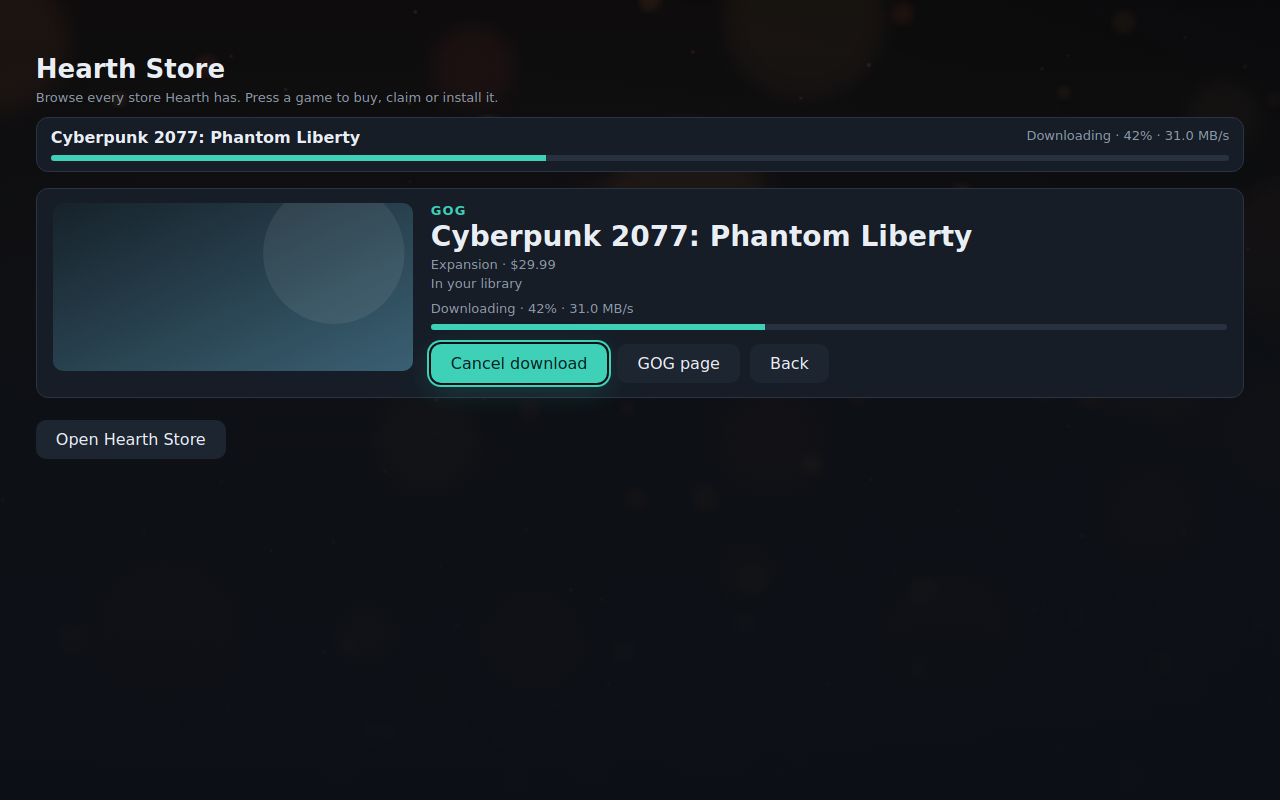 Hearth Store
Browse every store Hearth has. Press a game to buy, claim or install it.
Cyberpunk 2077: Phantom Liberty
Downloading · 42% · 31.0 MB/s
GOG
Cyberpunk 2077: Phantom Liberty
Expansion · $29.99
In your library
Downloading · 42% · 31.0 MB/s
Cancel download
GOG page
Back
Open Hearth Store